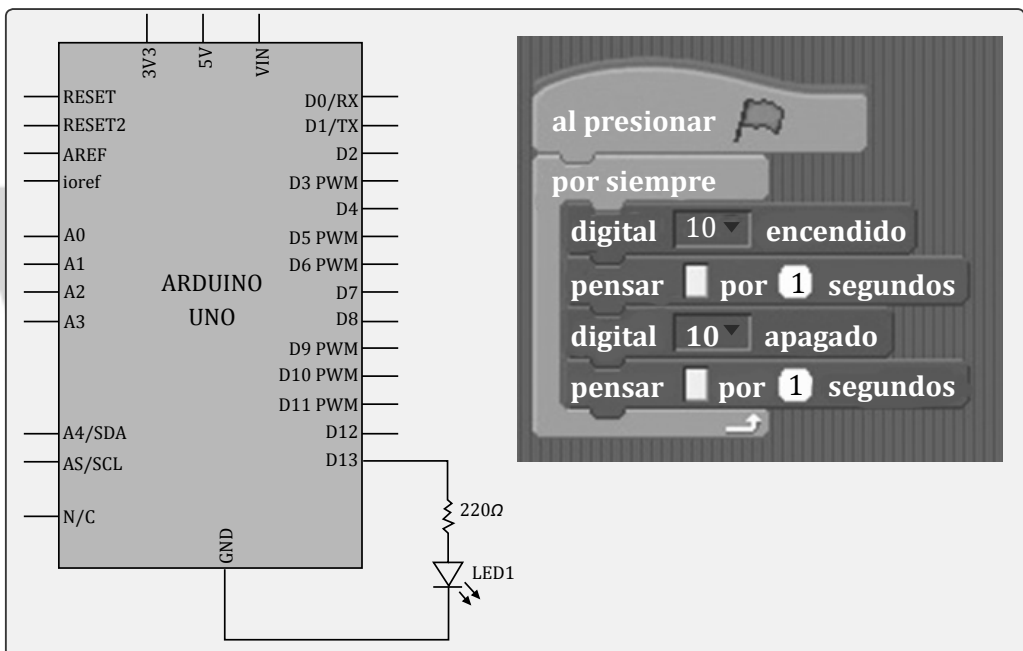 3V3
5V
VIN
RESET
RESET2
AREF
ioref
A0
A1
A2
A3
A4/SDA
AS/SCL
N/C
ARDUINO
UNO
D0/RX
D1/TX
D2
D3 PWM
D4
D5 PWM
D6 PWM
D7
D8
D9 PWM
D10 PWM
D11 PWM
D12
D13
GND
220Ω
LED1
al presionar
por siempre
digital 10 encendido
pensar por 1 segundos
digital 10 apagado
pensar por 1 segundos